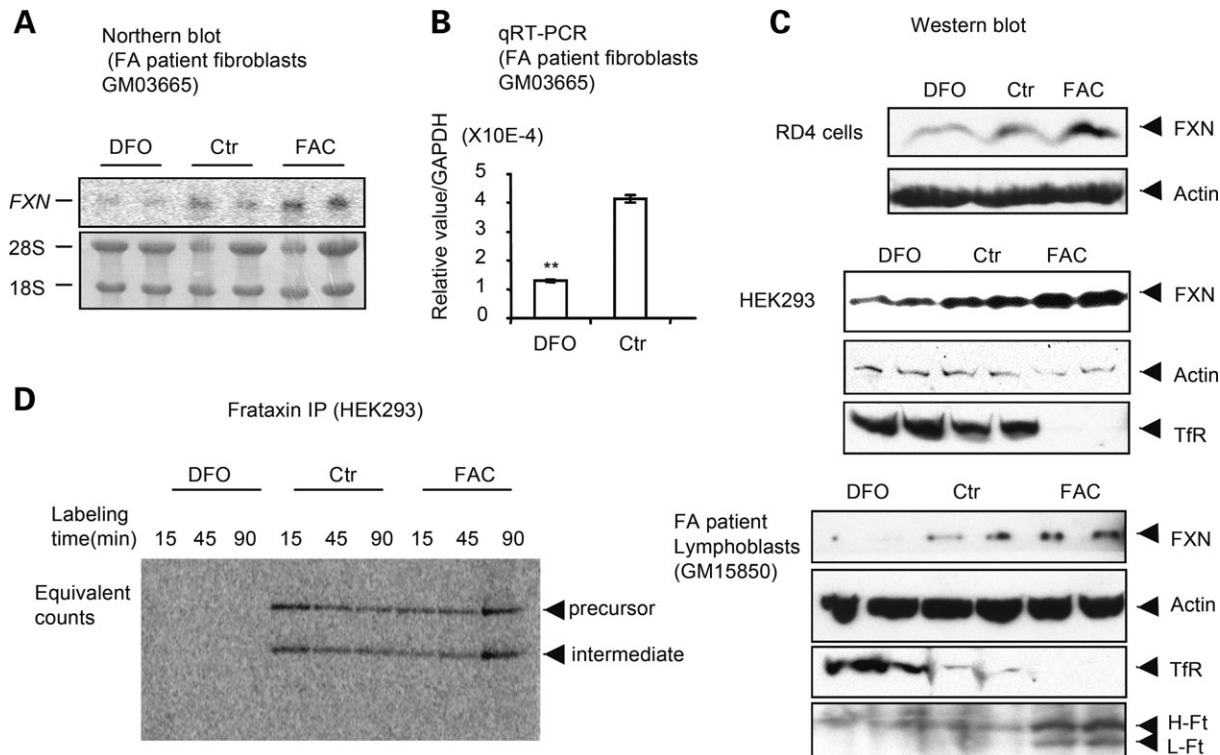 A
Northern blot
(FA patient fibroblasts
GM03665)
DFO Ctr FAC
FXN
28S
18S
B
qRT-PCR
(FA patient fibroblasts
GM03665)
(X10E-4)
Relative value/GAPDH
5
4
3
2
1
0
**
DFO Ctr
C
Western blot
DFO Ctr FAC
RD4 cells
FXN
Actin
DFO Ctr FAC
HEK293
FXN
Actin
TfR
DFO Ctr FAC
FA patient
Lymphoblasts
(GM15850)
FXN
Actin
TfR
H-Ft
L-Ft
D
Frataxin IP (HEK293)
DFO Ctr FAC
Labeling
time(min) 15 45 90 15 45 90 15 45 90
Equivalent
counts
precursor
intermediate